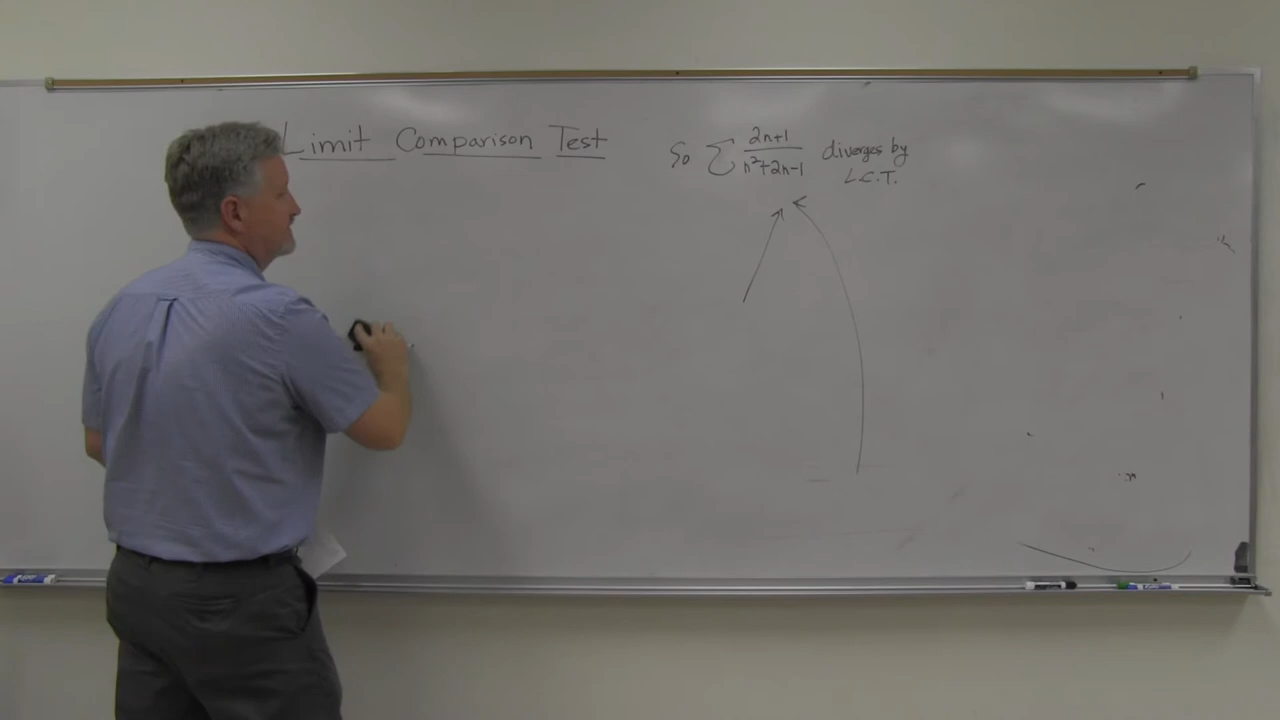 Limit Comparison Test
So Σ (2n+1)/(n²+2n-1) diverges by
L.C.T.